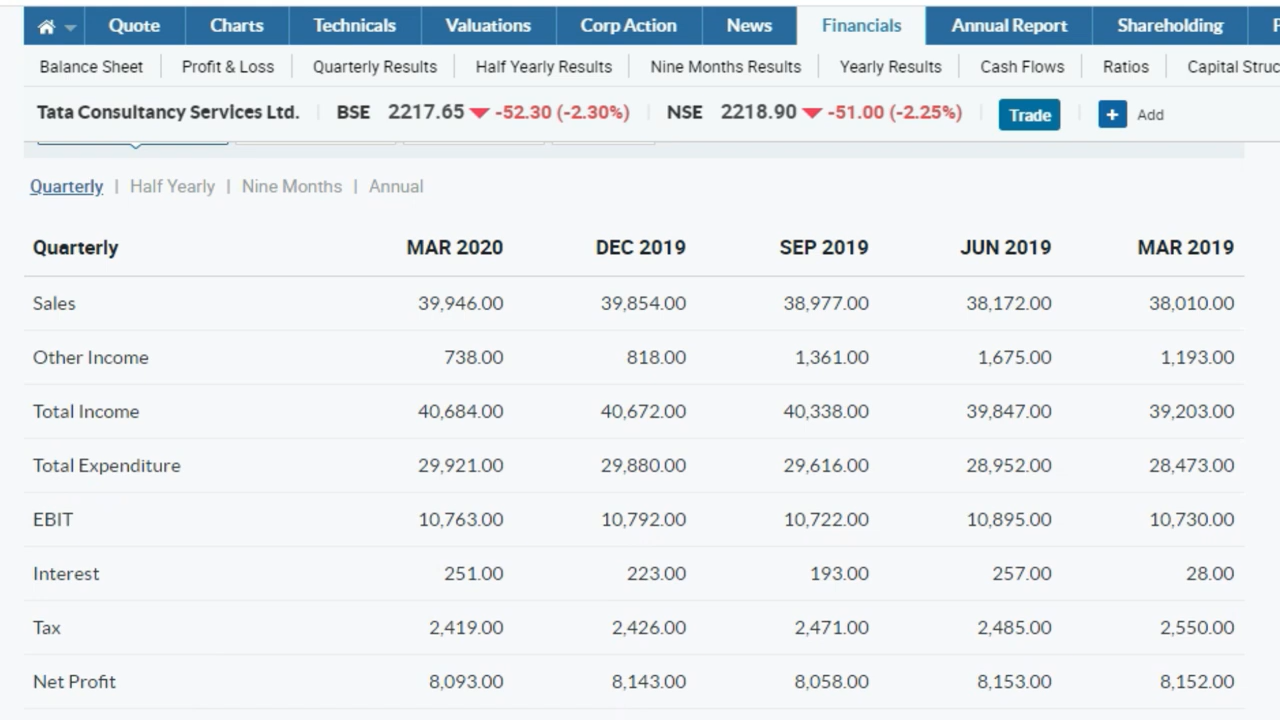 Quote Charts Technicals Valuations Corp Action News Financials Annual Report Shareholding
Balance Sheet Profit & Loss Quarterly Results Half Yearly Results Nine Months Results Yearly Results Cash Flows Ratios Capital Struc
Tata Consultancy Services Ltd. BSE 2217.65 -52.30 (-2.30%) NSE 2218.90 -51.00 (-2.25%) Trade + Add
Quarterly | Half Yearly | Nine Months | Annual
Quarterly MAR 2020 DEC 2019 SEP 2019 JUN 2019 MAR 2019
Sales 39,946.00 39,854.00 38,977.00 38,172.00 38,010.00
Other Income 738.00 818.00 1,361.00 1,675.00 1,193.00
Total Income 40,684.00 40,672.00 40,338.00 39,847.00 39,203.00
Total Expenditure 29,921.00 29,880.00 29,616.00 28,952.00 28,473.00
EBIT 10,763.00 10,792.00 10,722.00 10,895.00 10,730.00
Interest 251.00 223.00 193.00 257.00 28.00
Tax 2,419.00 2,426.00 2,471.00 2,485.00 2,550.00
Net Profit 8,093.00 8,143.00 8,058.00 8,153.00 8,152.00